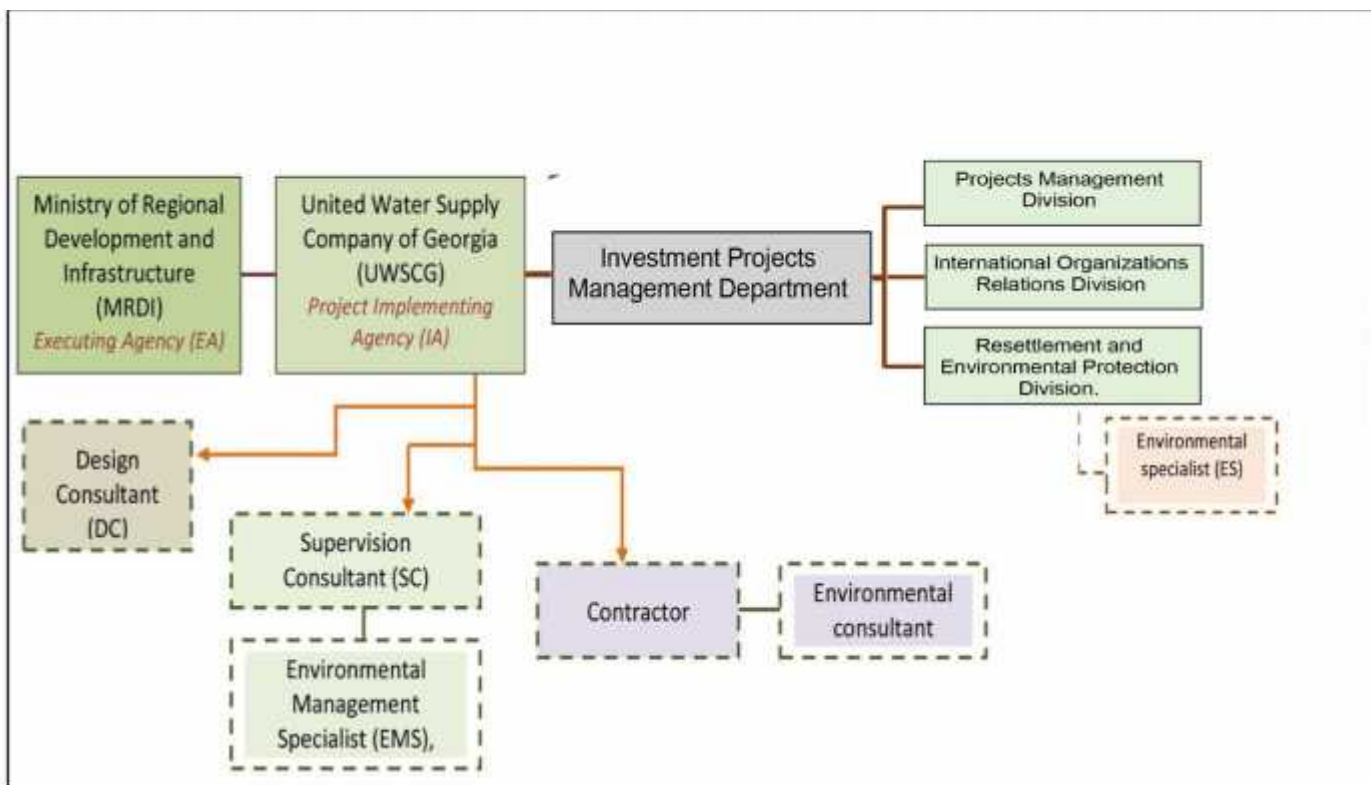 Ministry of Regional
Development and
Infrastructure
(MRDI)
Executing Agency (EA)
United Water Supply
Company of Georgia
(UWSCG)
Project Implementing
Agency (IA)
Investment Projects
Management Department
Projects Management
Division
International Organizations
Relations Division
Resettlement and
Environmental Protection
Division.
Environmental
specialist (ES)
Design
Consultant
(DC)
Supervision
Consultant (SC)
Environmental
Management
Specialist (EMS),
Contractor
Environmental
consultant